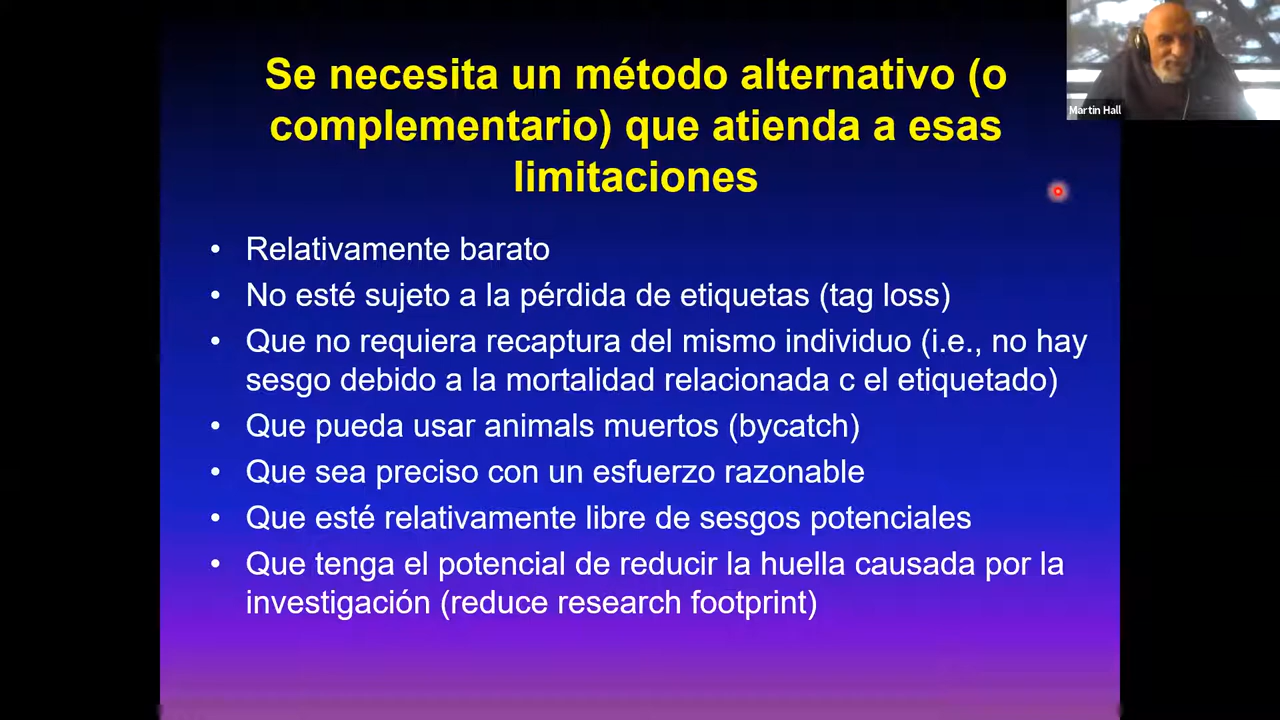 Se necesita un método alternativo (o
complementario) que atienda a esas
limitaciones
Martin Hall
• Relativamente barato
• No esté sujeto a la pérdida de etiquetas (tag loss)
• Que no requiera recaptura del mismo individuo (i.e., no hay
sesgo debido a la mortalidad relacionada c el etiquetado)
• Que pueda usar animals muertos (bycatch)
• Que sea preciso con un esfuerzo razonable
• Que esté relativamente libre de sesgos potenciales
• Que tenga el potencial de reducir la huella causada por la
investigación (reduce research footprint)